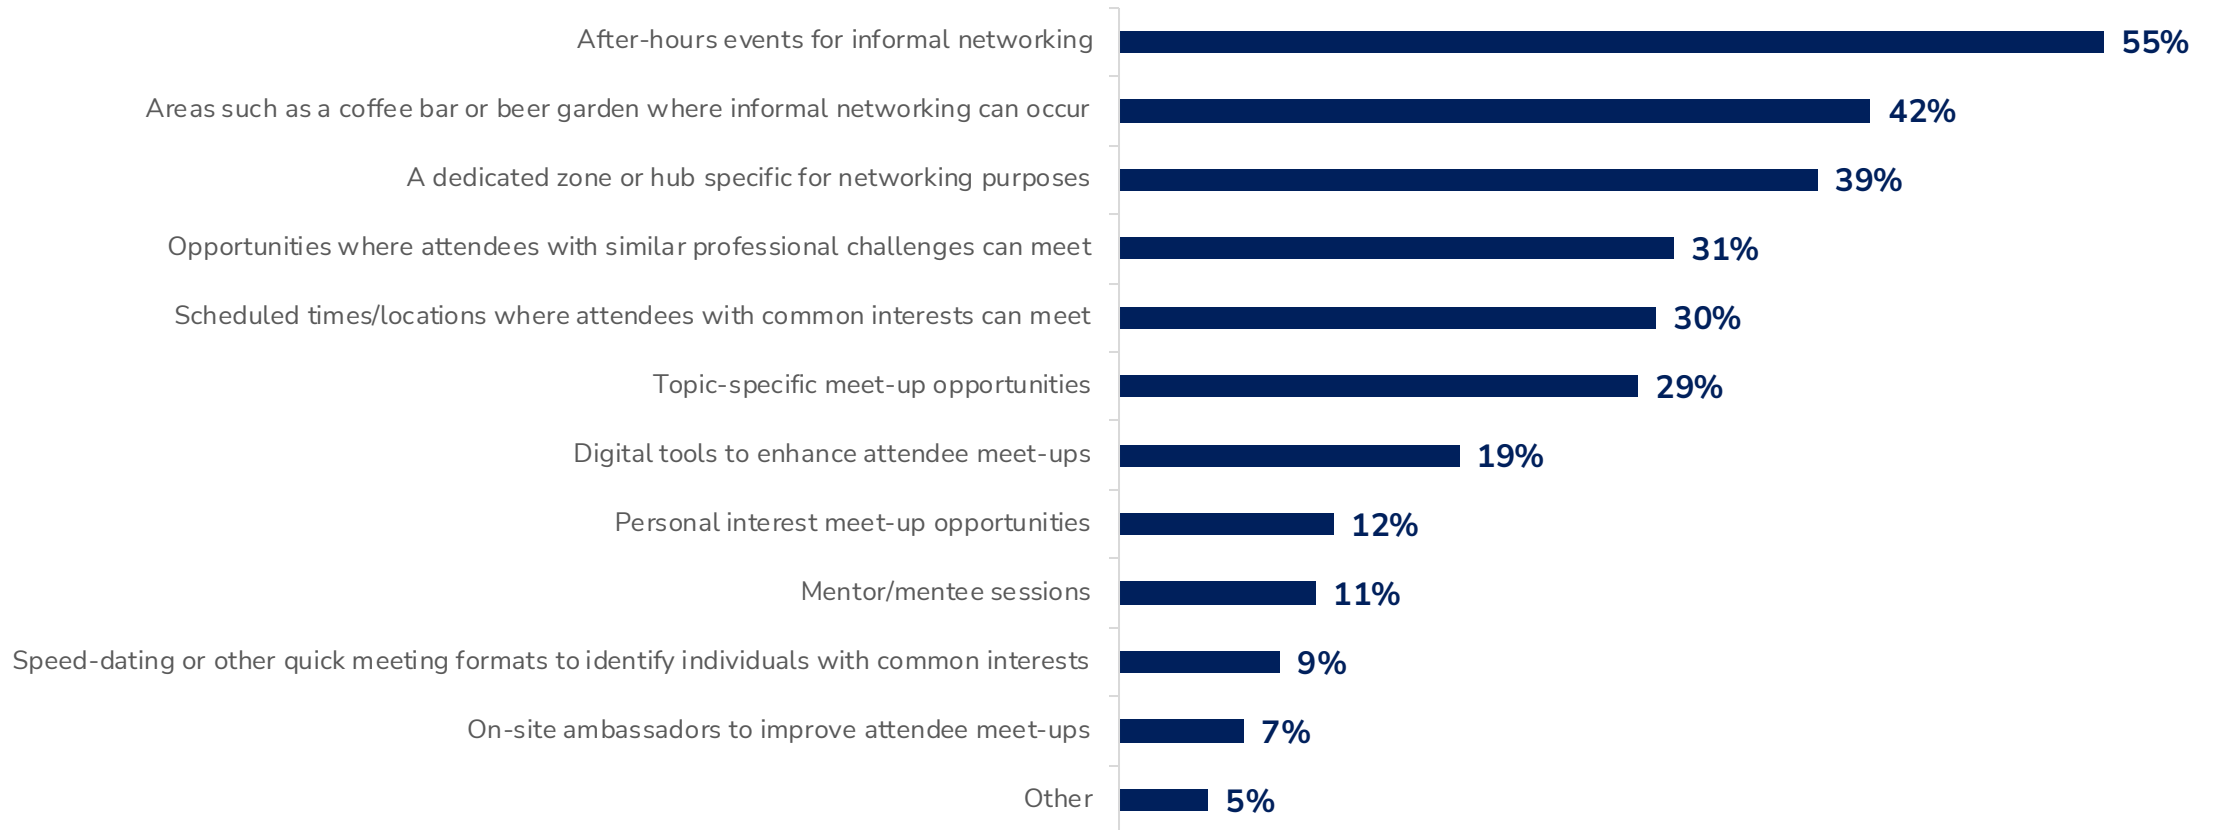 After-hours events for informal networking 55%
Areas such as a coffee bar or beer garden where informal networking can occur 42%
A dedicated zone or hub specific for networking purposes 39%
Opportunities where attendees with similar professional challenges can meet 31%
Scheduled times/locations where attendees with common interests can meet 30%
Topic-specific meet-up opportunities 29%
Digital tools to enhance attendee meet-ups 19%
Personal interest meet-up opportunities 12%
Mentor/mentee sessions 11%
Speed-dating or other quick meeting formats to identify individuals with common interests 9%
On-site ambassadors to improve attendee meet-ups 7%
Other 5%